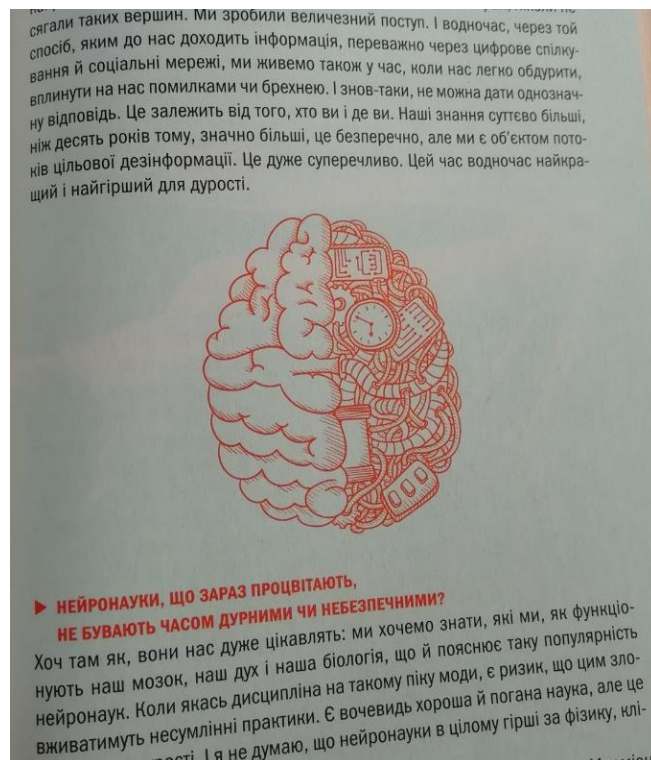 сягали таких вершин. Ми зробили величезний поступ. І водночас, через той
спосіб, яким до нас доходить інформація, переважно через цифрове спілку-
вання й соціальні мережі, ми живемо також у час, коли нас легко обдурити,
вплинути на нас помилками чи брехнею. І знов-таки, не можна дати однознач-
ну відповідь. Це залежить від того, хто ви і де ви. Наші знання суттєво більші,
ніж десять років тому, значно більші, це безперечно, але ми є об’єктом пото-
ків цільової дезінформації. Це дуже суперечливо. Цей час водночас найкра-
щий і найгірший для дурості.
▶ НЕЙРОНАУКИ, ЩО ЗАРАЗ ПРОЦВІТАЮТЬ,
НЕ БУВАЮТЬ ЧАСОМ ДУРНИМИ ЧИ НЕБЕЗПЕЧНИМИ?
Хоч там як, вони нас дуже цікавлять: ми хочемо знати, які ми, як функціо-
нують наш мозок, наш дух і наша біологія, що й пояснює таку популярність
нейронаук. Коли якась дисципліна на такому піку моди, є ризик, що цим зло-
вживатимуть несумлінні практики. Є вочевидь хороша й погана наука, але це
І я не думаю, що нейронауки в цілому гірші за фізику, клі-